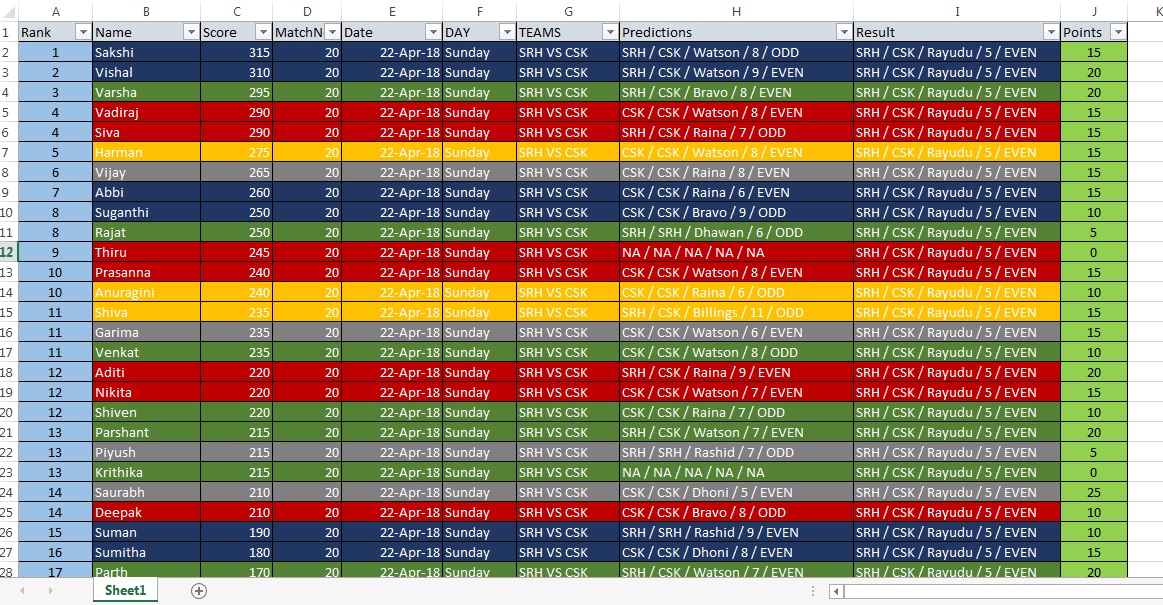 A B C D E F G H I J K
1 Rank Name Score MatchN Date DAY TEAMS Predictions Result Points
2 1 Sakshi 315 20 22-Apr-18 Sunday SRH VS CSK SRH / CSK / Watson / 8 / ODD SRH / CSK / Rayudu / 5 / EVEN 15
3 2 Vishal 310 20 22-Apr-18 Sunday SRH VS CSK SRH / CSK / Watson / 9 / EVEN SRH / CSK / Rayudu / 5 / EVEN 20
4 3 Varsha 295 20 22-Apr-18 Sunday SRH VS CSK SRH / CSK / Bravo / 8 / EVEN SRH / CSK / Rayudu / 5 / EVEN 20
5 4 Vadiraj 290 20 22-Apr-18 Sunday SRH VS CSK CSK / CSK / Watson / 8 / EVEN SRH / CSK / Rayudu / 5 / EVEN 15
6 4 Siva 290 20 22-Apr-18 Sunday SRH VS CSK SRH / CSK / Raina / 7 / ODD SRH / CSK / Rayudu / 5 / EVEN 15
7 5 Harman 275 20 22-Apr-18 Sunday SRH VS CSK CSK / CSK / Watson / 8 / EVEN SRH / CSK / Rayudu / 5 / EVEN 15
8 6 Vijay 265 20 22-Apr-18 Sunday SRH VS CSK CSK / CSK / Raina / 8 / EVEN SRH / CSK / Rayudu / 5 / EVEN 15
9 7 Abbi 260 20 22-Apr-18 Sunday SRH VS CSK CSK / CSK / Raina / 6 / EVEN SRH / CSK / Rayudu / 5 / EVEN 15
10 8 Suganthi 250 20 22-Apr-18 Sunday SRH VS CSK CSK / CSK / Bravo / 9 / ODD SRH / CSK / Rayudu / 5 / EVEN 10
11 8 Rajat 250 20 22-Apr-18 Sunday SRH VS CSK SRH / SRH / Dhawan / 6 / ODD SRH / CSK / Rayudu / 5 / EVEN 5
12 9 Thiru 245 20 22-Apr-18 Sunday SRH VS CSK NA / NA / NA / NA / NA SRH / CSK / Rayudu / 5 / EVEN 0
13 10 Prasanna 240 20 22-Apr-18 Sunday SRH VS CSK CSK / CSK / Watson / 8 / EVEN SRH / CSK / Rayudu / 5 / EVEN 15
14 10 Anuragini 240 20 22-Apr-18 Sunday SRH VS CSK CSK / CSK / Raina / 6 / ODD SRH / CSK / Rayudu / 5 / EVEN 10
15 11 Shiva 235 20 22-Apr-18 Sunday SRH VS CSK SRH / CSK / Billings / 11 / ODD SRH / CSK / Rayudu / 5 / EVEN 15
16 11 Garima 235 20 22-Apr-18 Sunday SRH VS CSK CSK / CSK / Watson / 6 / EVEN SRH / CSK / Rayudu / 5 / EVEN 15
17 11 Venkat 235 20 22-Apr-18 Sunday SRH VS CSK CSK / CSK / Watson / 8 / ODD SRH / CSK / Rayudu / 5 / EVEN 10
18 12 Aditi 220 20 22-Apr-18 Sunday SRH VS CSK SRH / CSK / Raina / 9 / EVEN SRH / CSK / Rayudu / 5 / EVEN 20
19 12 Nikita 220 20 22-Apr-18 Sunday SRH VS CSK CSK / CSK / Watson / 7 / EVEN SRH / CSK / Rayudu / 5 / EVEN 15
20 12 Shiven 220 20 22-Apr-18 Sunday SRH VS CSK CSK / CSK / Raina / 7 / ODD SRH / CSK / Rayudu / 5 / EVEN 10
21 13 Parshant 215 20 22-Apr-18 Sunday SRH VS CSK SRH / CSK / Watson / 7 / EVEN SRH / CSK / Rayudu / 5 / EVEN 20
22 13 Piyush 215 20 22-Apr-18 Sunday SRH VS CSK SRH / SRH / Rashid / 7 / ODD SRH / CSK / Rayudu / 5 / EVEN 5
23 13 Krithika 215 20 22-Apr-18 Sunday SRH VS CSK NA / NA / NA / NA / NA SRH / CSK / Rayudu / 5 / EVEN 0
24 14 Saurabh 210 20 22-Apr-18 Sunday SRH VS CSK CSK / CSK / Dhoni / 5 / EVEN SRH / CSK / Rayudu / 5 / EVEN 25
25 14 Deepak 210 20 22-Apr-18 Sunday SRH VS CSK CSK / CSK / Bravo / 8 / ODD SRH / CSK / Rayudu / 5 / EVEN 10
26 15 Suman 190 20 22-Apr-18 Sunday SRH VS CSK SRH / SRH / Rashid / 9 / EVEN SRH / CSK / Rayudu / 5 / EVEN 10
27 16 Sumitha 180 20 22-Apr-18 Sunday SRH VS CSK CSK / CSK / Dhoni / 8 / EVEN SRH / CSK / Rayudu / 5 / EVEN 15
28 17 Parth 170 20 22-Apr-18 Sunday SRH VS CSK SRH / CSK / Watson / 7 / EVEN SRH / CSK / Rayudu / 5 / EVEN 20
Sheet1